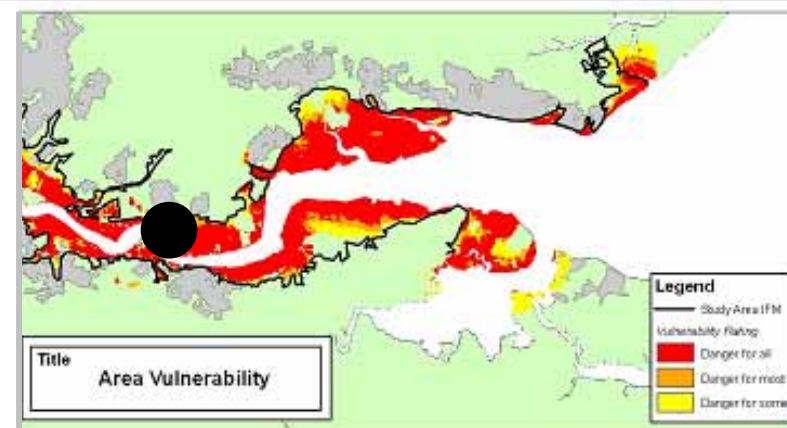 Title
Area Vulnerability
Legend
Study Area IFM
Vulnerability Rating
Danger for all
Danger for most
Danger for some